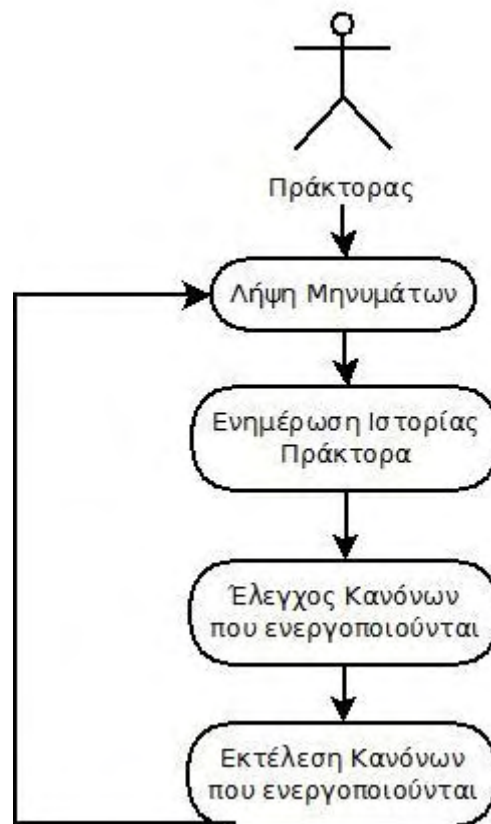 Πράκτορας
Λήψη Μηνυμάτων
Ενημέρωση Ιστορίας
Πράκτορα
Έλεγχος Κανόνων
που ενεργοποιούνται
Εκτέλεση Κανόνων
που ενεργοποιούνται